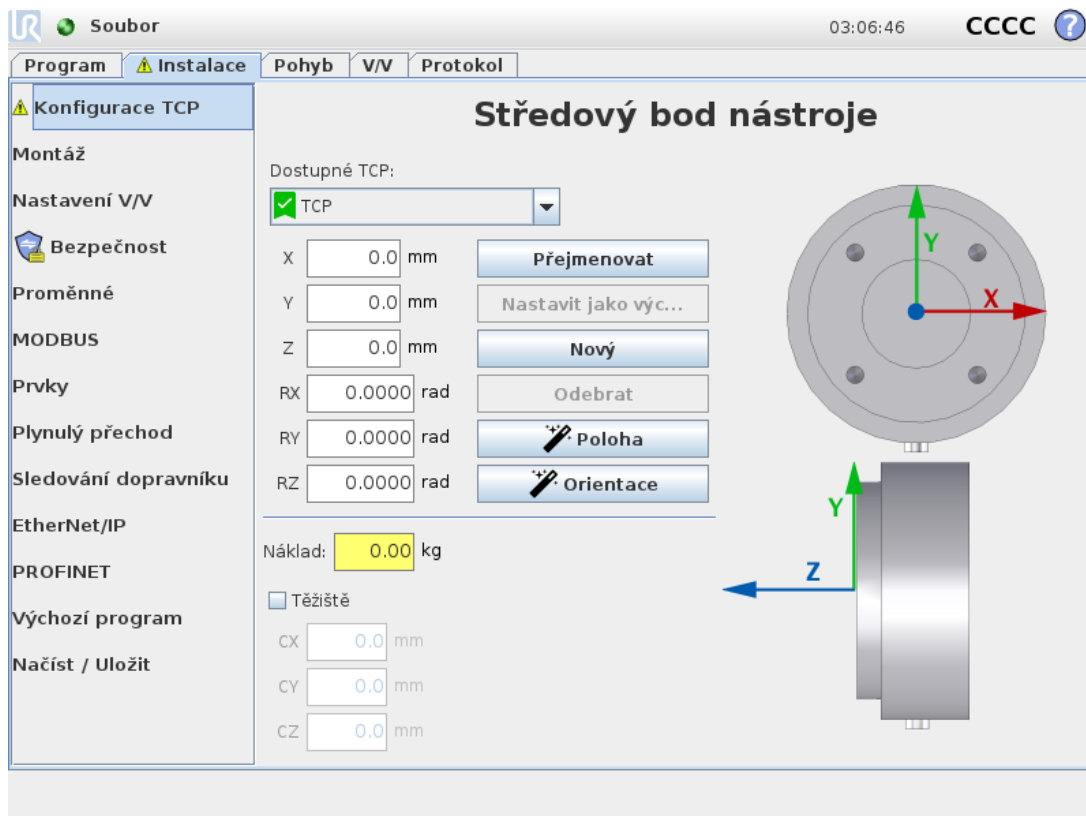 UR Soubor 03:06:46 CCCC ?
Program Instalace Pohyb V/V Protokol
Konfigurace TCP
Montáž
Nastavení V/V
Bezpečnost
Proměnné
MODBUS
Prvky
Plynulý přechod
Sledování dopravníku
EtherNet/IP
PROFINET
Výchozí program
Načíst / Uložit
Středový bod nástroje
Dostupné TCP:
TCP
X 0.0 mm Přejmenovat
Y 0.0 mm Nastavit jako výc...
Z 0.0 mm Nový
RX 0.0000 rad Odebrat
RY 0.0000 rad Poloha
RZ 0.0000 rad Orientace
Náklad: 0.00 kg
Těžiště
CX 0.0 mm
CY 0.0 mm
CZ 0.0 mm
Y
X
Y
Z